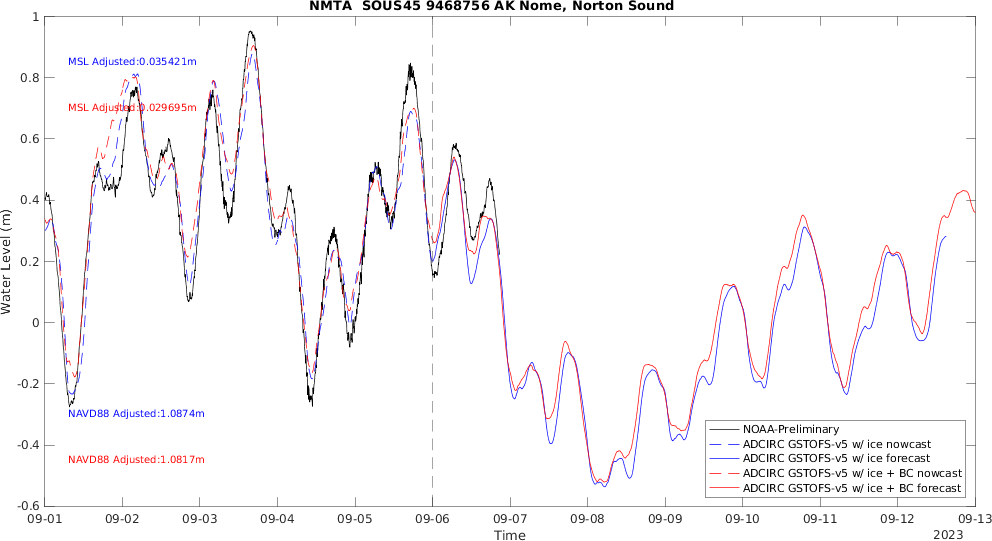 NMTA SOUS45 9468756 AK Nome, Norton Sound
1
0.8
0.6
0.4
0.2
0
-0.2
-0.4
-0.6
Water Level (m)
MSL Adjusted:0.035421m
MSL Adjusted:0.029695m
NAVD88 Adjusted:1.0874m
NAVD88 Adjusted:1.0817m
NOAA-Preliminary
ADCIRC GSTOFS-v5 w/ ice nowcast
ADCIRC GSTOFS-v5 w/ ice forecast
ADCIRC GSTOFS-v5 w/ ice + BC nowcast
ADCIRC GSTOFS-v5 w/ ice + BC forecast
09-01 09-02 09-03 09-04 09-05 09-06 09-07 09-08 09-09 09-10 09-11 09-12 09-13
Time
2023